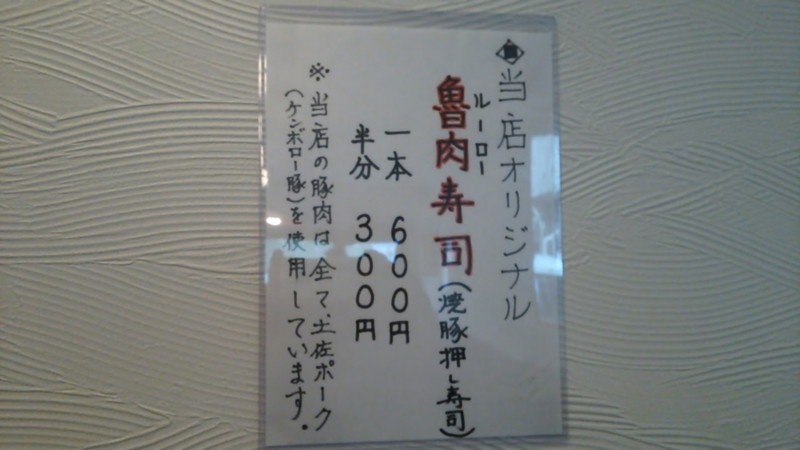 当店オリジナル
ルーロー
魯肉寿司(焼豚押し寿司)
一本 600円
半分 300円
※当店の豚肉は全て、土佐ポーク
(ケンボロー豚)を使用しています。